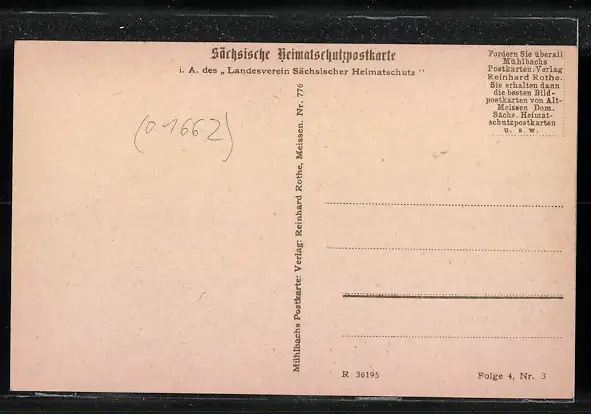 Sächsische Heimatschutzpostkarte
i. A. des „Landesverein Sächsischer Heimatschutz"
Fordern Sie überall
Mühlbachs
Postkarten. Verlag
Reinhard Rothe.
Sie erhalten dann
die besten Bild-
postkarten von Alt-
Meissen Dom.
Sächs. Heimat-
schutzpostkarten
u. s. w.
(01662)
Mühlbachs Postkarte: Verlag: Reinhard Rothe, Meissen. Nr. 776
R 36195
Folge 4, Nr. 3